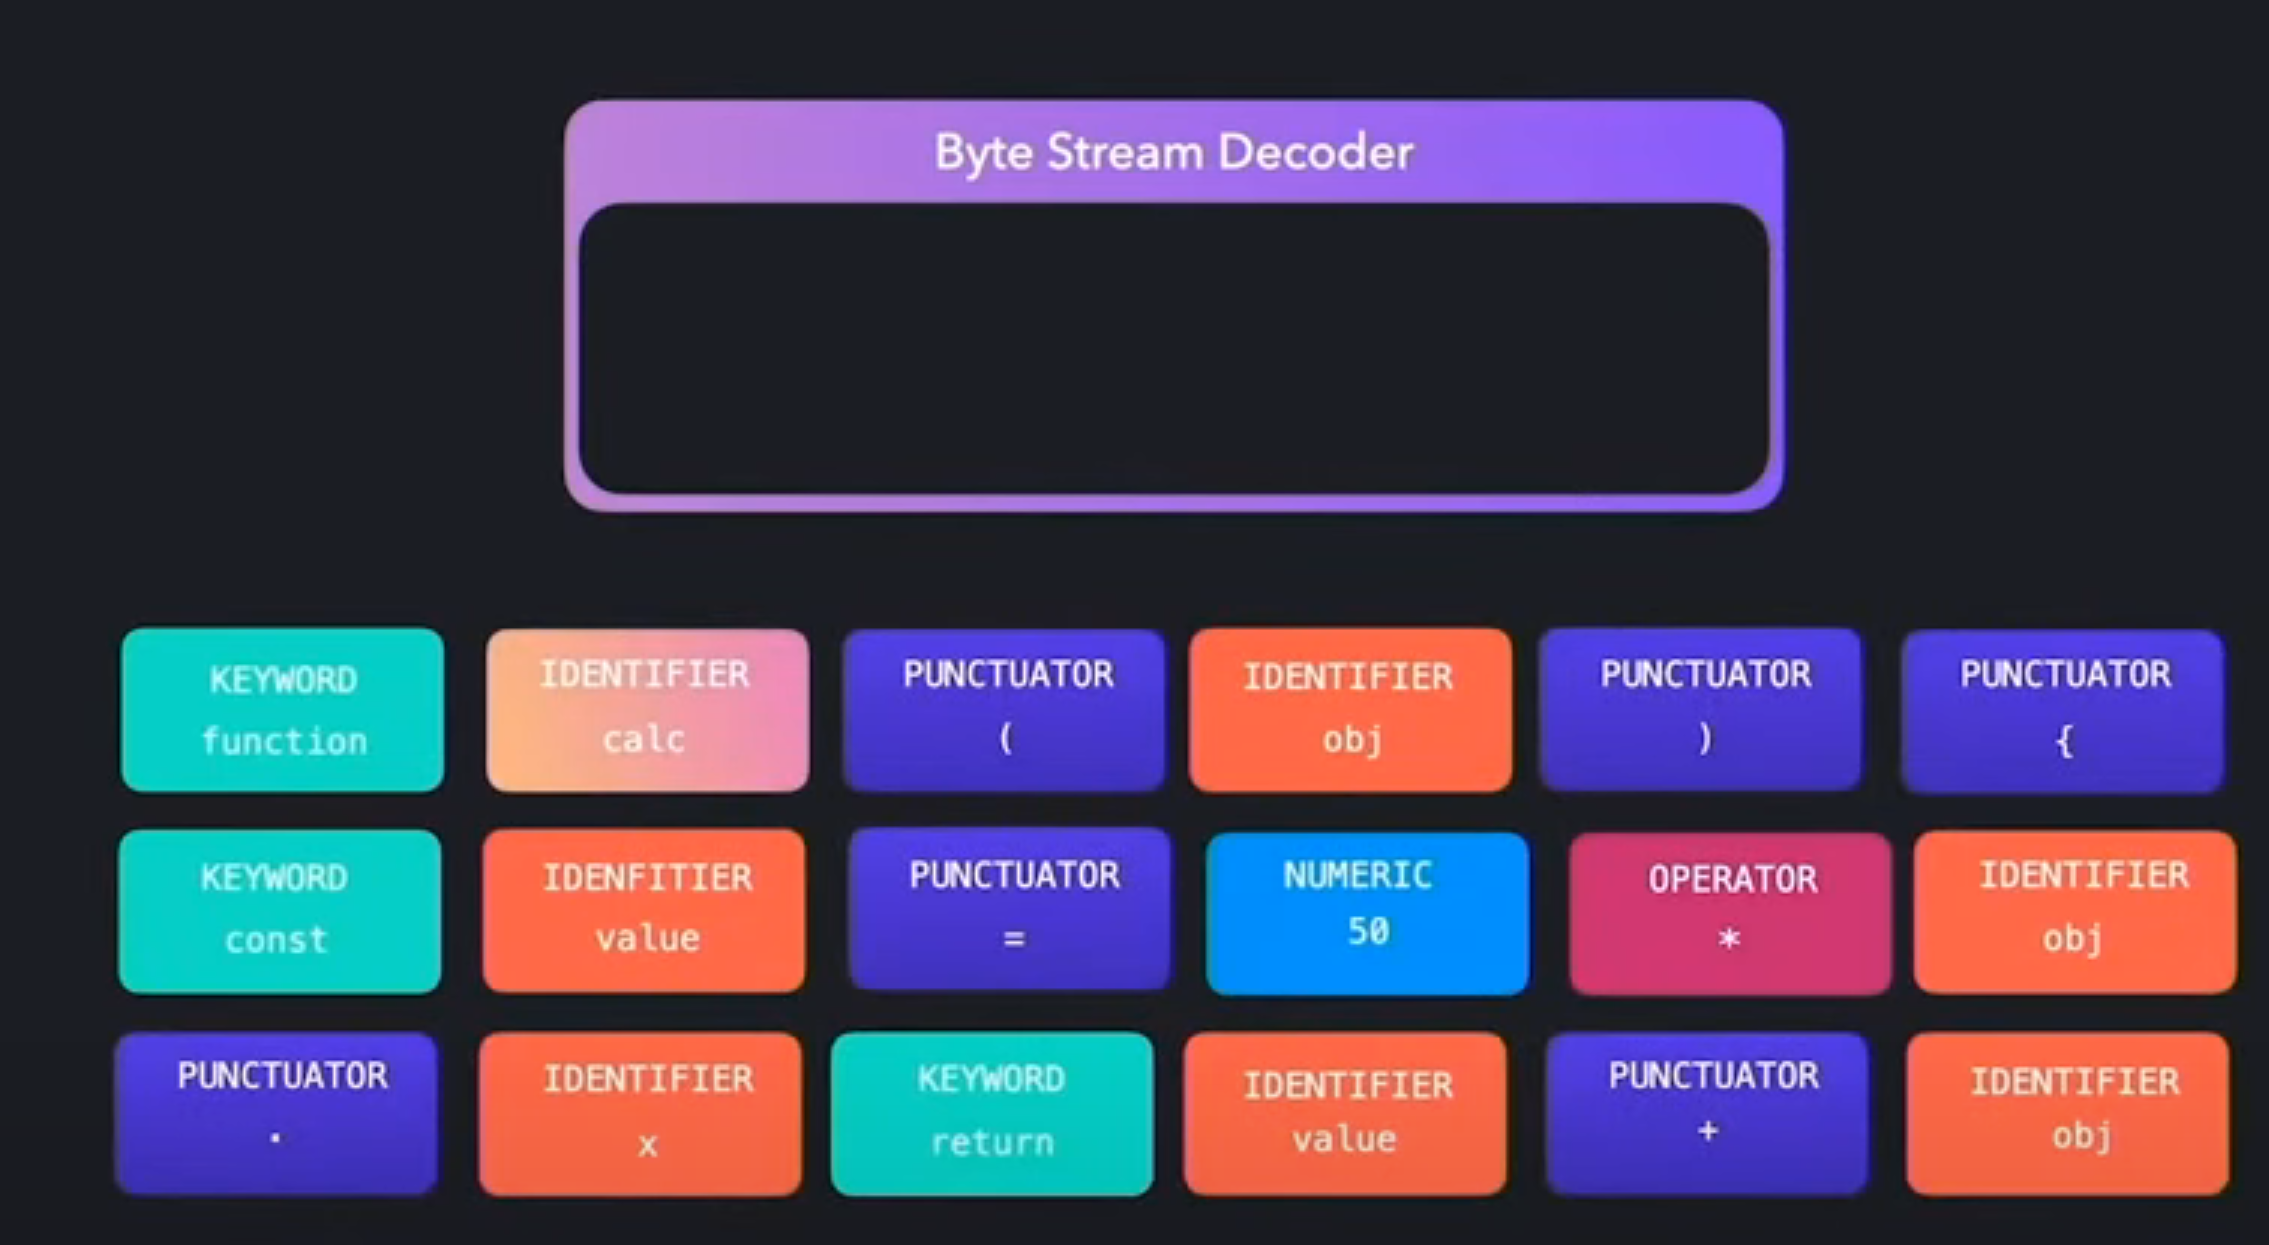 Byte Stream Decoder
KEYWORD
function
IDENTIFIER
calc
PUNCTUATOR
(
IDENTIFIER
obj
PUNCTUATOR
)
PUNCTUATOR
{
KEYWORD
const
IDENFITIER
value
PUNCTUATOR
=
NUMERIC
50
OPERATOR
*
IDENTIFIER
obj
PUNCTUATOR
.
IDENTIFIER
x
KEYWORD
return
IDENTIFIER
value
PUNCTUATOR
+
IDENTIFIER
obj